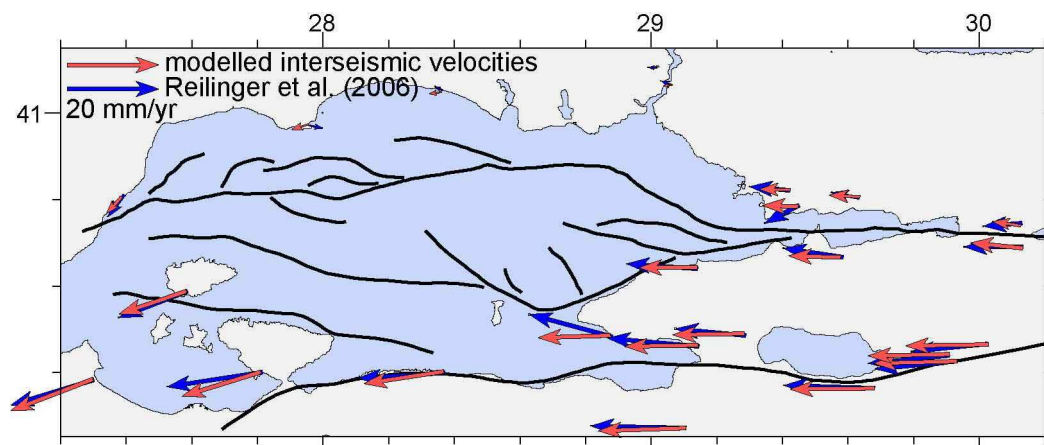 28 29 30
modelled interseismic velocities
Reilinger et al. (2006)
20 mm/yr
41